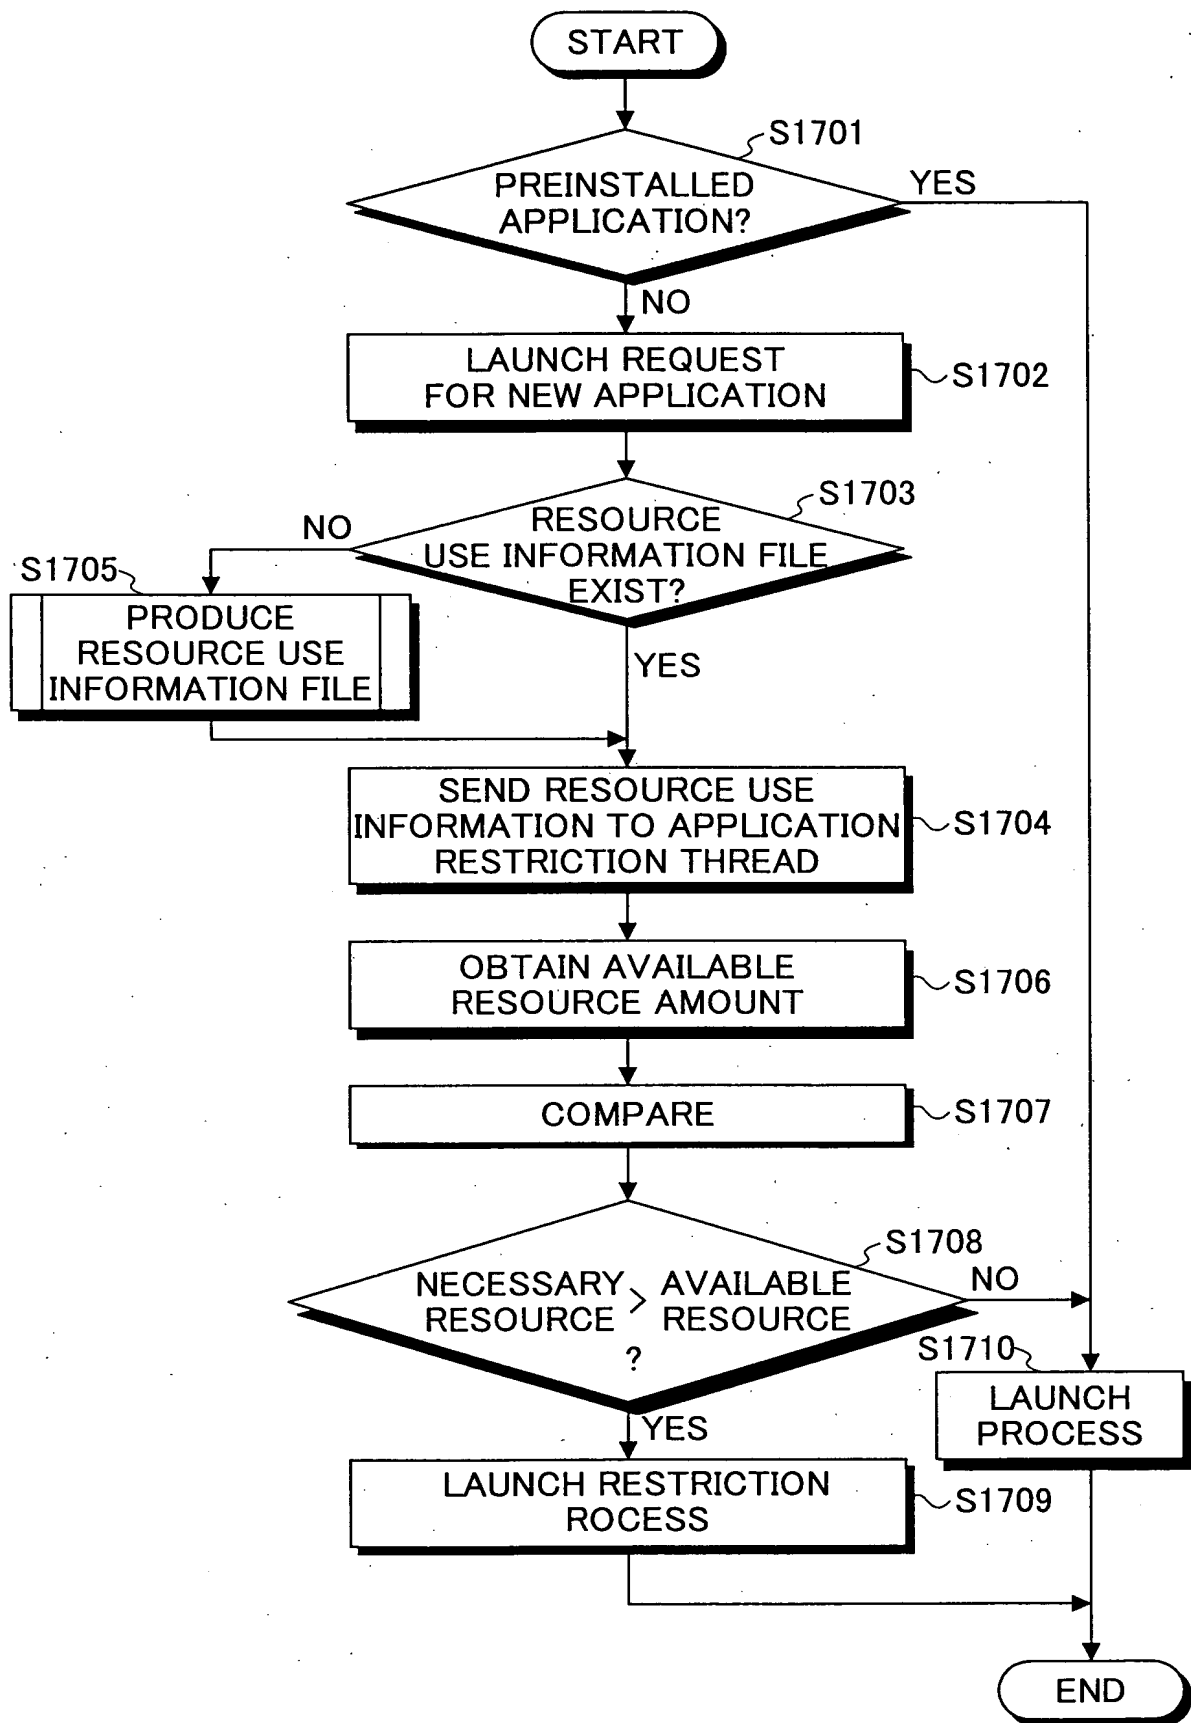 START
S1701
PREINSTALLED
APPLICATION?
YES
NO
LAUNCH REQUEST
FOR NEW APPLICATION
S1702
S1703
RESOURCE
USE INFORMATION FILE
EXIST?
NO
YES
S1705
PRODUCE
RESOURCE USE
INFORMATION FILE
SEND RESOURCE USE
INFORMATION TO APPLICATION
RESTRICTION THREAD
S1704
OBTAIN AVAILABLE
RESOURCE AMOUNT
S1706
COMPARE
S1707
S1708
NECESSARY > AVAILABLE
RESOURCE RESOURCE
?
NO
YES
S1710
LAUNCH
PROCESS
LAUNCH RESTRICTION
ROCESS
S1709
END